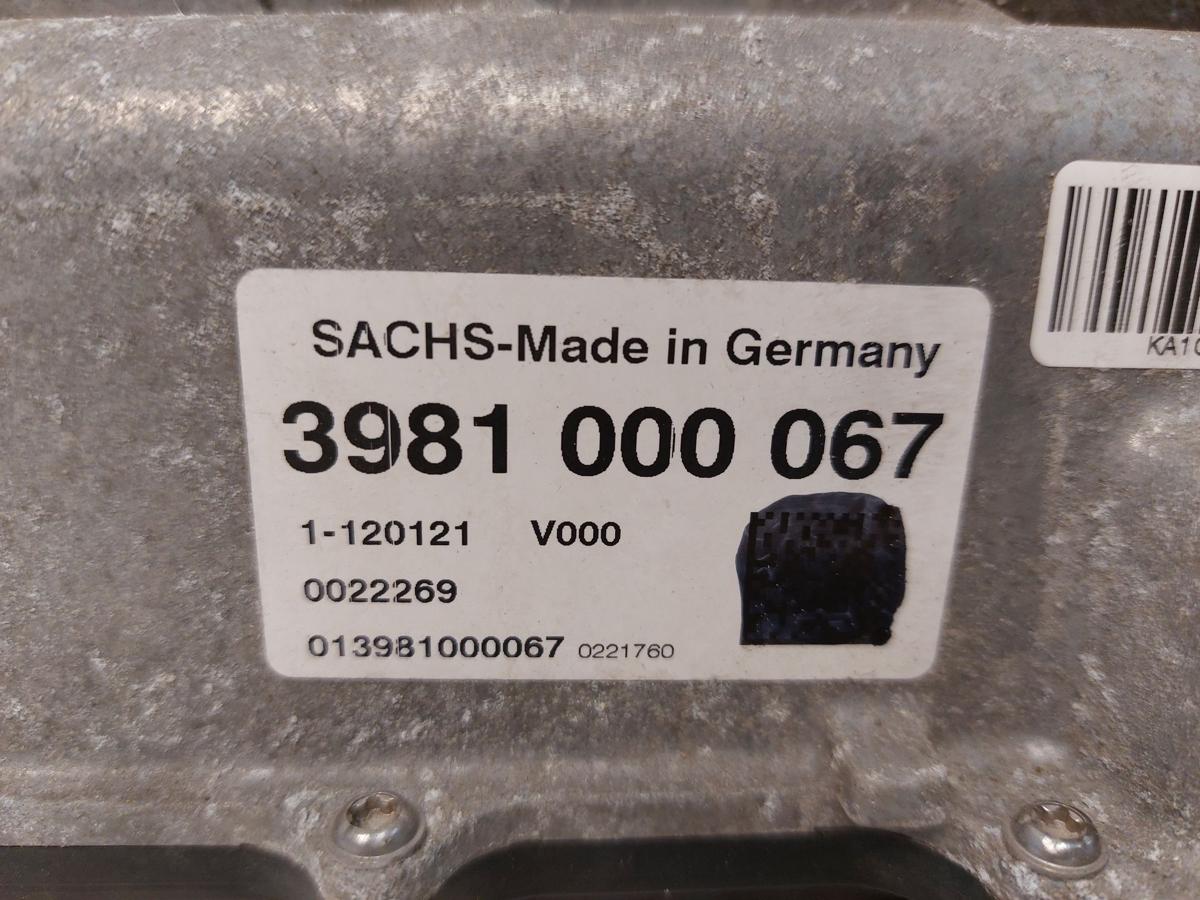 SACHS-Made in Germany
3981 000 067
1-120121 V000
0022269
013981000067 0221760
KA10